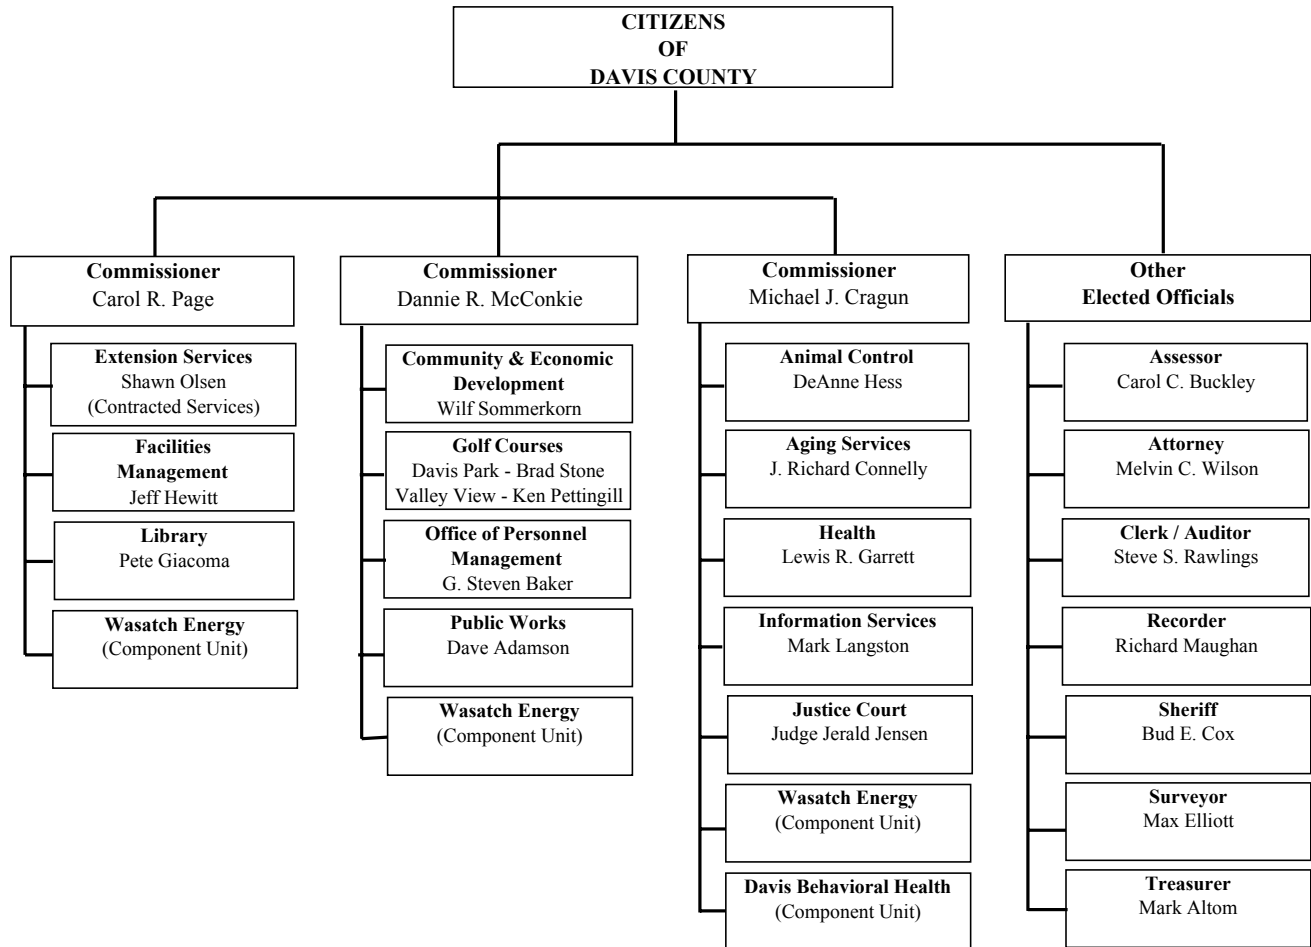 CITIZENS
OF
DAVIS COUNTY
Commissioner
Carol R. Page
Extension Services
Shawn Olsen
(Contracted Services)
Facilities
Management
Jeff Hewitt
Library
Pete Giacoma
Wasatch Energy
(Component Unit)
Commissioner
Dannie R. McConkie
Community & Economic
Development
Wilf Sommerkorn
Golf Courses
Davis Park - Brad Stone
Valley View - Ken Pettingill
Office of Personnel
Management
G. Steven Baker
Public Works
Dave Adamson
Wasatch Energy
(Component Unit)
Commissioner
Michael J. Cragun
Animal Control
DeAnne Hess
Aging Services
J. Richard Connelly
Health
Lewis R. Garrett
Information Services
Mark Langston
Justice Court
Judge Jerald Jensen
Wasatch Energy
(Component Unit)
Davis Behavioral Health
(Component Unit)
Other
Elected Officials
Assessor
Carol C. Buckley
Attorney
Melvin C. Wilson
Clerk / Auditor
Steve S. Rawlings
Recorder
Richard Maughan
Sheriff
Bud E. Cox
Surveyor
Max Elliott
Treasurer
Mark Altom